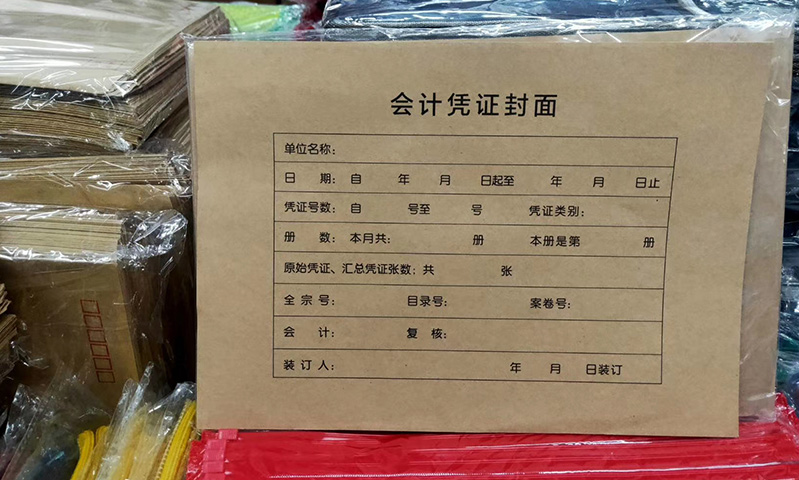 会计凭证封面
单位名称：
日 期：自 年 月 日起至 年 月 日止
凭证号数：自 号至 号 凭证类别：
册 数：本月共： 册 本册是第 册
原始凭证、汇总凭证张数：共 张
全 宗 号： 目录号： 案卷号：
会 计： 复 核：
装 订 人： 年 月 日装订